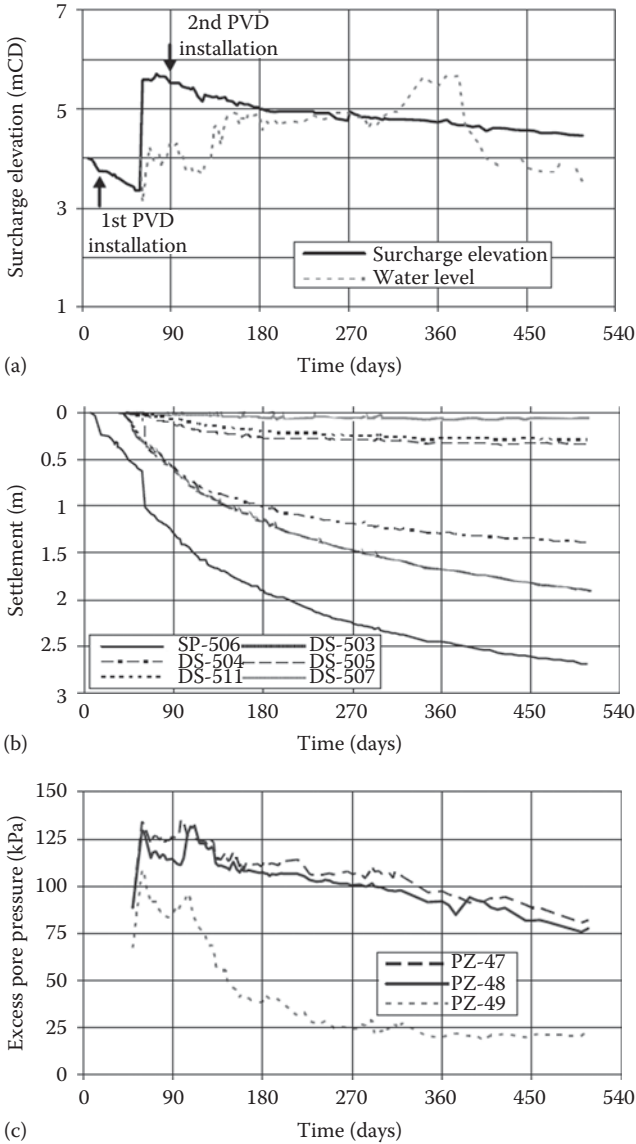 7
2nd PVD
installation
5
3
1st PVD
installation
Surcharge elevation
Water level
1
0 90 180 270 360 450 540
Surcharge elevation (mCD)
Time (days)
(a)
0
0.5
1
1.5
2
2.5
3
SP-506 DS-503
DS-504 DS-505
DS-511 DS-507
0 90 180 270 360 450 540
Settlement (m)
Time (days)
(b)
150
125
100
75
50
25
0
PZ-47
PZ-48
PZ-49
0 90 180 270 360 450 540
Excess pore pressure (kPa)
Time (days)
(c)